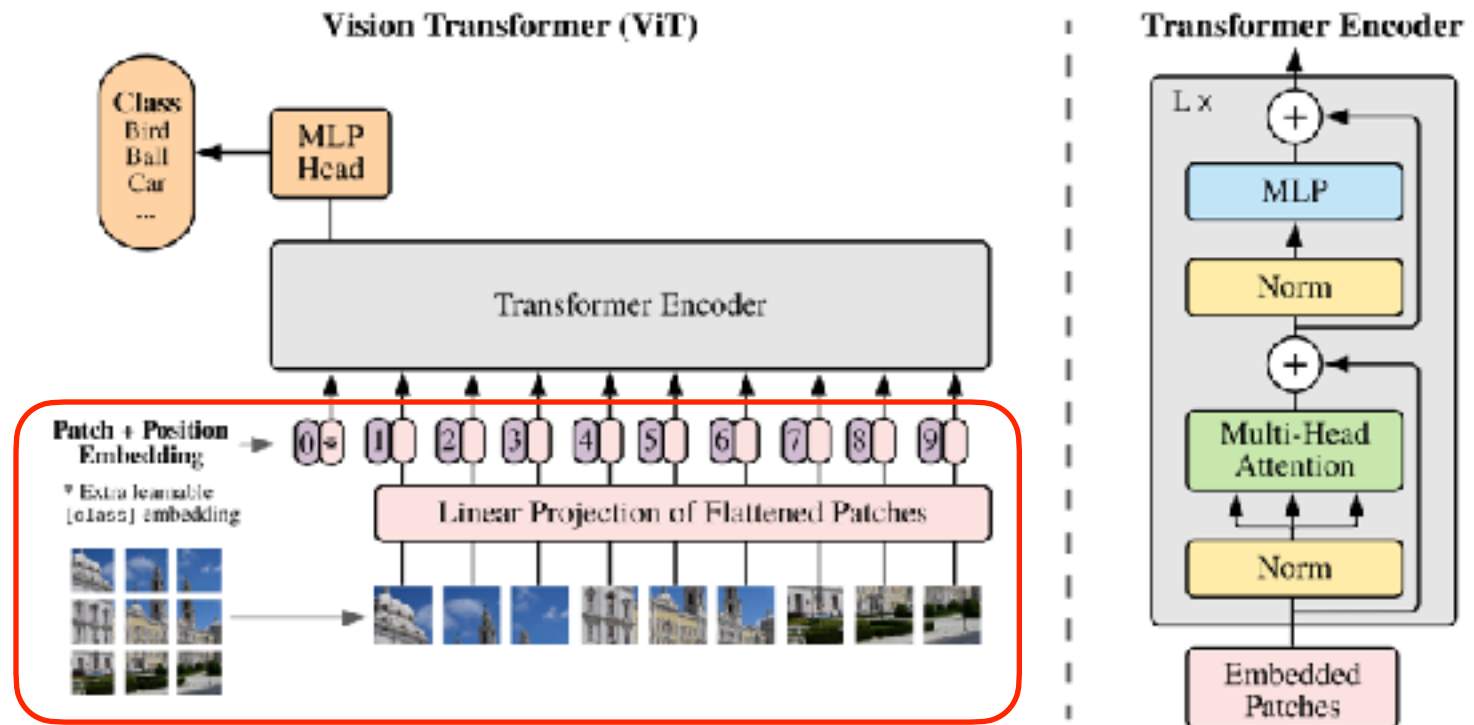 Vision Transformer (ViT)
Class
Bird
Ball
Car
...
MLP
Head
Transformer Encoder
Patch + Position
Embedding
* Extra learnable
[class] embedding
0 * 1 2 3 4 5 6 7 8 9
Linear Projection of Flattened Patches
Transformer Encoder
L x
+
MLP
Norm
+
Multi-Head
Attention
Norm
Embedded
Patches